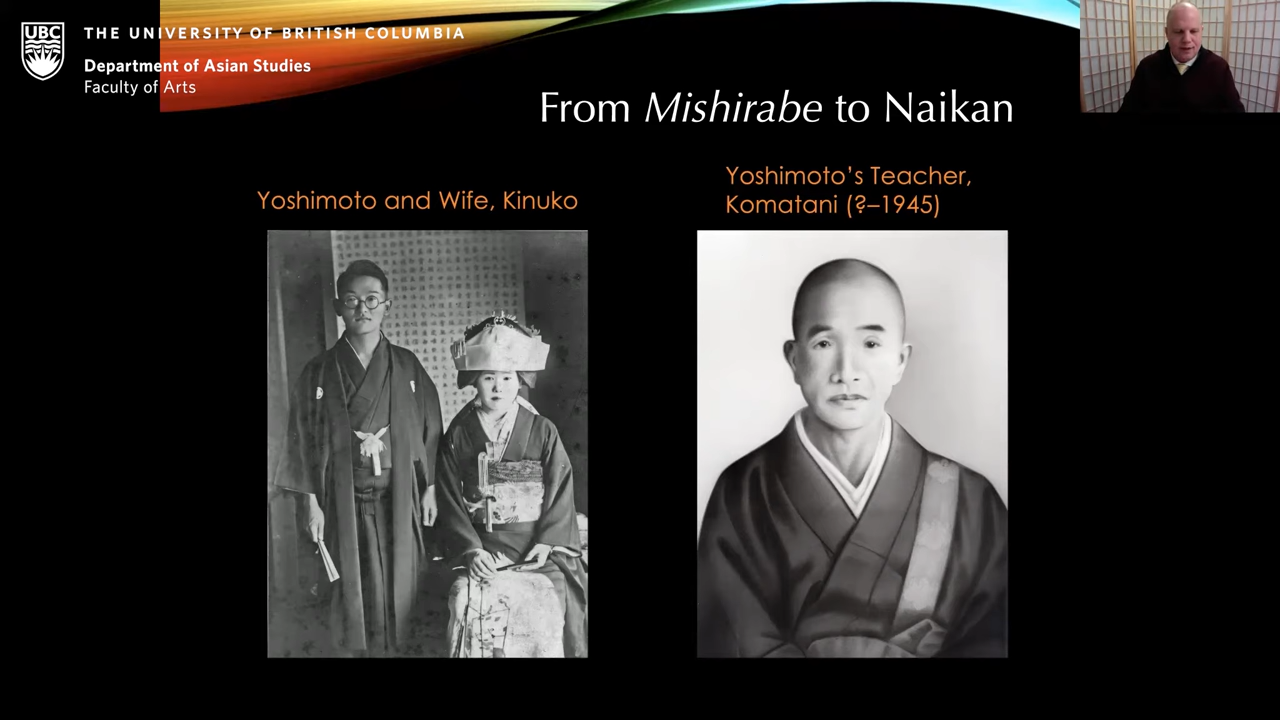 UBC
THE UNIVERSITY OF BRITISH COLUMBIA
Department of Asian Studies
Faculty of Arts
From Mishirabe to Naikan
Yoshimoto and Wife, Kinuko
Yoshimoto’s Teacher,
Komatani (?–1945)